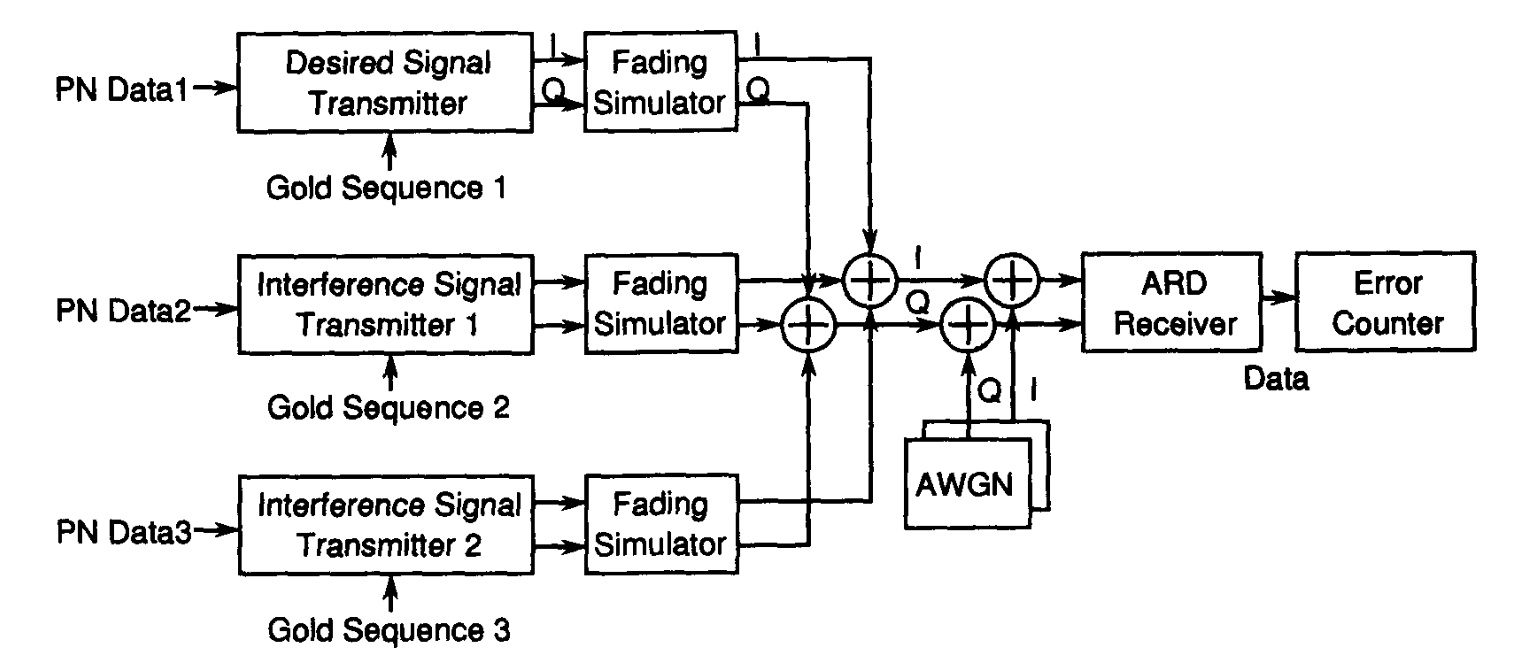 PN Data1
Desired Signal
Transmitter
I
Q
Fading
Simulator
I
Q
Gold Sequence 1
PN Data2
Interference Signal
Transmitter 1
Fading
Simulator
I
Q
ARD
Receiver
Error
Counter
Data
Gold Sequence 2
Q
I
AWGN
PN Data3
Interference Signal
Transmitter 2
Fading
Simulator
Gold Sequence 3